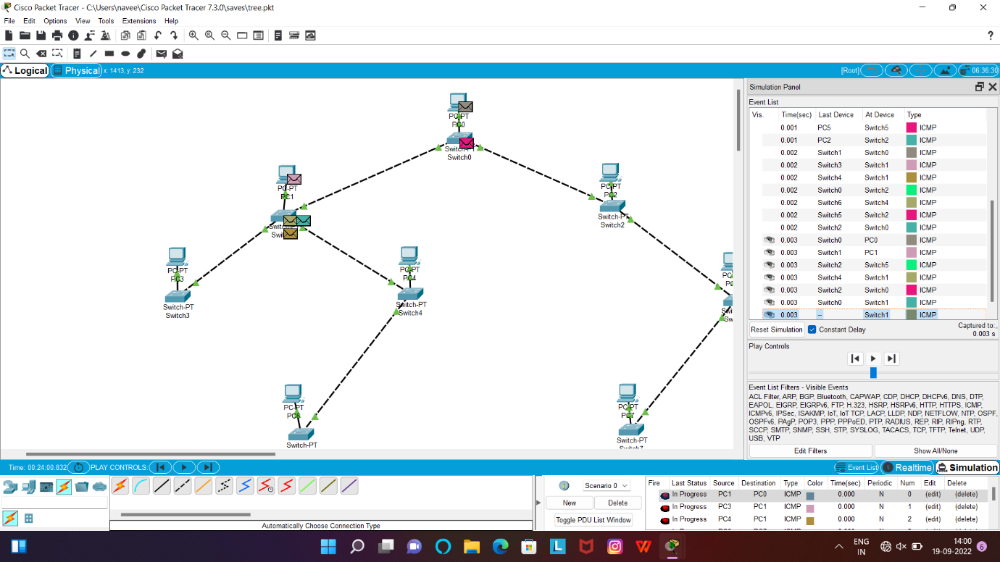 Cisco Packet Tracer - C:\Users\navee\Cisco Packet Tracer 7.3.0\saves\tree.pkt
File Edit Options View Tools Extensions Help
?
Logical Physical x: 1413, y: 232 [Root] 06:36:30
PC-PT
PC0
Switch-PT
Switch0
PC-PT
PC1
PC-PT
PC2
Switch-PT
Switch2
PC-PT
PC3
Switch-PT
Switch3
PC-PT
PC4
Switch-PT
Switch4
PC-PT
PC6
Switch-PT
PC-PT
PC7
Switch-PT
Switch7
Simulation Panel
Event List
Vis. Time(sec) Last Device At Device Type
0.001 PC5 Switch5 ICMP
0.001 PC2 Switch2 ICMP
0.002 Switch1 Switch0 ICMP
0.002 Switch3 Switch1 ICMP
0.002 Switch4 Switch1 ICMP
0.002 Switch0 Switch2 ICMP
0.002 Switch6 Switch4 ICMP
0.002 Switch5 Switch2 ICMP
0.002 Switch2 Switch0 ICMP
0.003 Switch0 PC0 ICMP
0.003 Switch1 PC1 ICMP
0.003 Switch2 Switch5 ICMP
0.003 Switch4 Switch1 ICMP
0.003 Switch2 Switch0 ICMP
0.003 Switch0 Switch1 ICMP
0.003 -- Switch1 ICMP
Reset Simulation Constant Delay Captured to:
0.003 s
Play Controls
Event List Filters - Visible Events
ACL Filter, ARP, BGP, Bluetooth, CAPWAP, CDP, DHCP, DHCPv6, DNS, DTP,
EAPOL, EIGRP, EIGRPv6, FTP, H.323, HSRP, HSRPv6, HTTP, HTTPS, ICMP,
ICMPv6, IPSec, ISAKMP, IoT, IoT TCP, LACP, LLDP, NDP, NETFLOW, NTP, OSPF,
OSPFv6, PAgP, POP3, PPP, PPPoED, PTP, RADIUS, REP, RIP, RIPng, RTP,
SCCP, SMTP, SNMP, SSH, STP, SYSLOG, TACACS, TCP, TFTP, Telnet, UDP,
USB, VTP
Edit Filters Show All/None
Time: 00:24:00.832 PLAY CONTROLS: Event List Realtime Simulation
Automatically Choose Connection Type
Scenario 0
New Delete
Toggle PDU List Window
Fire Last Status Source Destination Type Color Time(sec) Periodic Num Edit Delete
In Progress PC1 PC0 ICMP 0.000 N 0 (edit) (delete)
In Progress PC3 PC1 ICMP 0.000 N 1 (edit) (delete)
In Progress PC4 PC1 ICMP 0.000 N 2 (edit) (delete)
ENG
IN
14:00
19-09-2022
6